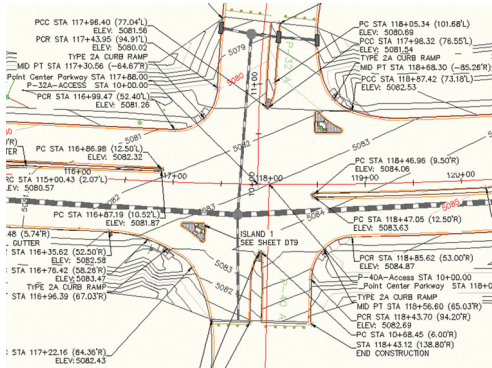 PCC STA 117+96.40 (77.04'L)
ELEV: 5081.56
PCC STA 117+43.95 (94.91'L)
ELEV: 5080.02
MID PT STA 117+30.56 (-64.67'R)
TYPE 2A CURB RAMP
Point Center Parkway STA 117+88.00
P-32A-ACCESS STA 10+00.00
PCR STA 116+99.47 (52.40'L)
ELEV: 5081.26
PC STA 116+86.98 (12.50'L)
ELEV: 5082.32
116+00
117+00
RC STA 115+00.43 (2.07'L)
ELEV: 5080.57
PC STA 116+87.19 (10.52'L)
ELEV: 5081.87
.48 (5.74'R)
GUTTER
STA 116+35.62 (52.50'R)
ELEV: 5082.58
STA 116+76.42 (58.26'R)
ELEV: 5083.47
TYPE 2A CURB RAMP
STA 116+96.39 (67.03'R)
STA 117+22.16 (84.36'R)
ELEV: 5082.43
PC STA 118+05.34 (101.68'L)
ELEV: 5080.69
PCC STA 117+98.32 (76.55'L)
ELEV: 5081.54
TYPE 2A CURB RAMP
MID PT STA 118+68.30 (-85.26'R)
PCC STA 118+87.42 (73.18'L)
ELEV: 5082.53
5079
5080
5081
5082
5083
11+00
118+00
119+00
120+00
PC STA 118+46.96 (9.50'R)
ELEV: 5084.06
5084
5085
PC STA 118+47.05 (12.50'R)
ELEV: 5083.63
ISLAND 1
SEE SHEET DT9
PCR STA 118+85.62 (53.00'R)
ELEV: 5084.87
P-40A-Access STA 10+00.00
Point Center Parkway STA 118+0
TYPE 2A CURB RAMP
MID PT STA 118+56.60 (65.03'R)
PCR STA 118+43.70 (94.20'R)
ELEV: 5082.69
PC STA 10+68.45 (6.00'R)
STA 118+43.12 (138.80'R)
END CONSTRUCTION